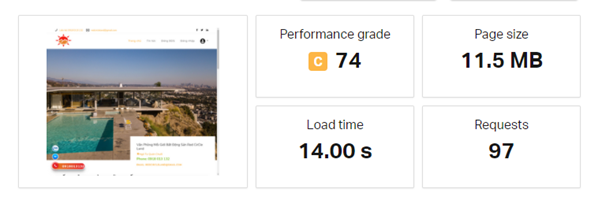 Performance grade
C 74
Page size
11.5 MB
Load time
14.00 s
Requests
97